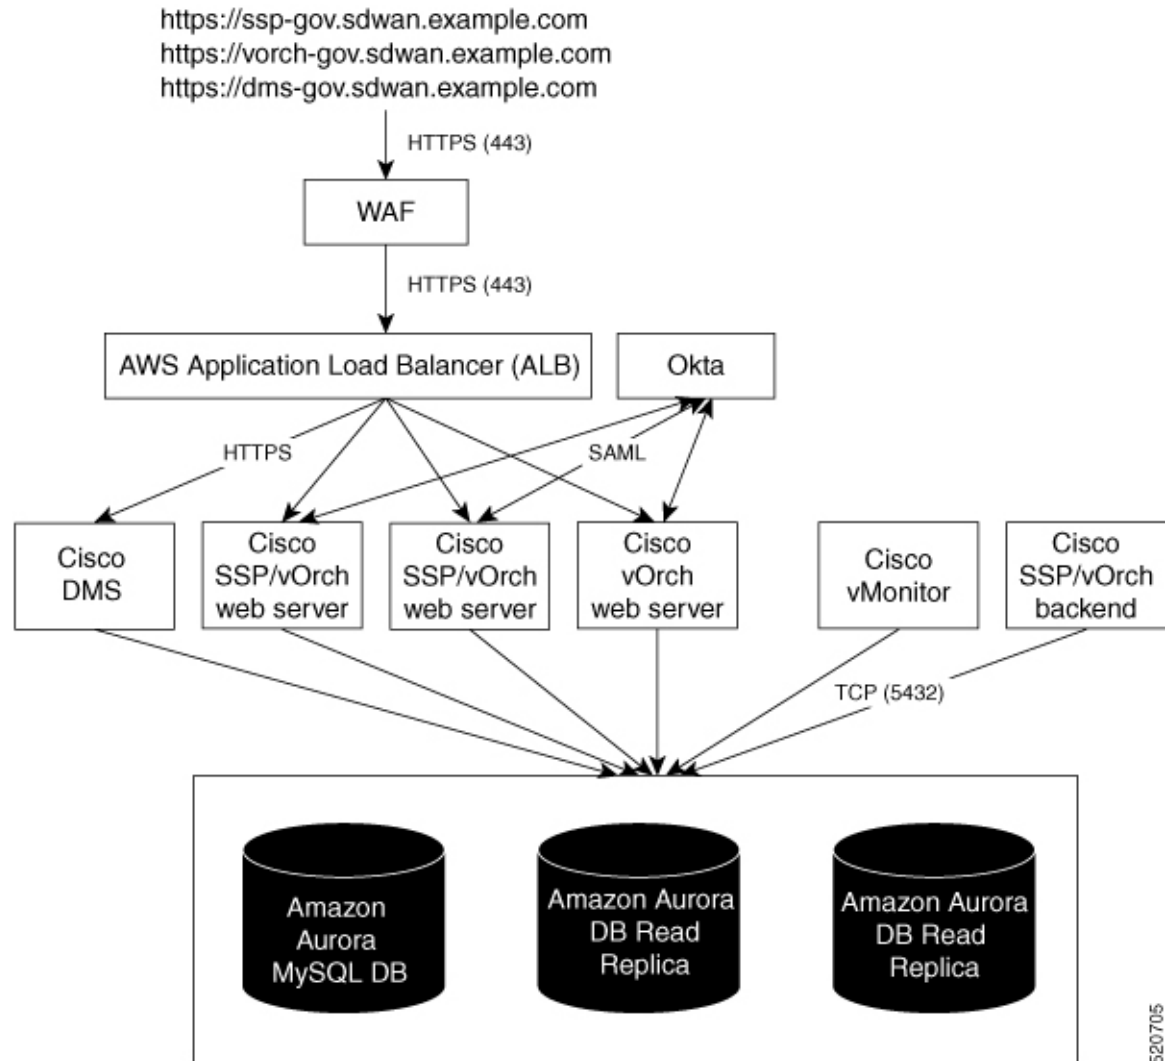 https://ssp-gov.sdwan.example.com
https://vorch-gov.sdwan.example.com
https://dms-gov.sdwan.example.com
HTTPS (443)
WAF
HTTPS (443)
AWS Application Load Balancer (ALB)
Okta
HTTPS
SAML
Cisco
DMS
Cisco
SSP/vOrch
web server
Cisco
SSP/vOrch
web server
Cisco
vOrch
web server
Cisco
vMonitor
Cisco
SSP/vOrch
backend
TCP (5432)
Amazon
Aurora
MySQL DB
Amazon Aurora
DB Read
Replica
Amazon Aurora
DB Read
Replica
520705